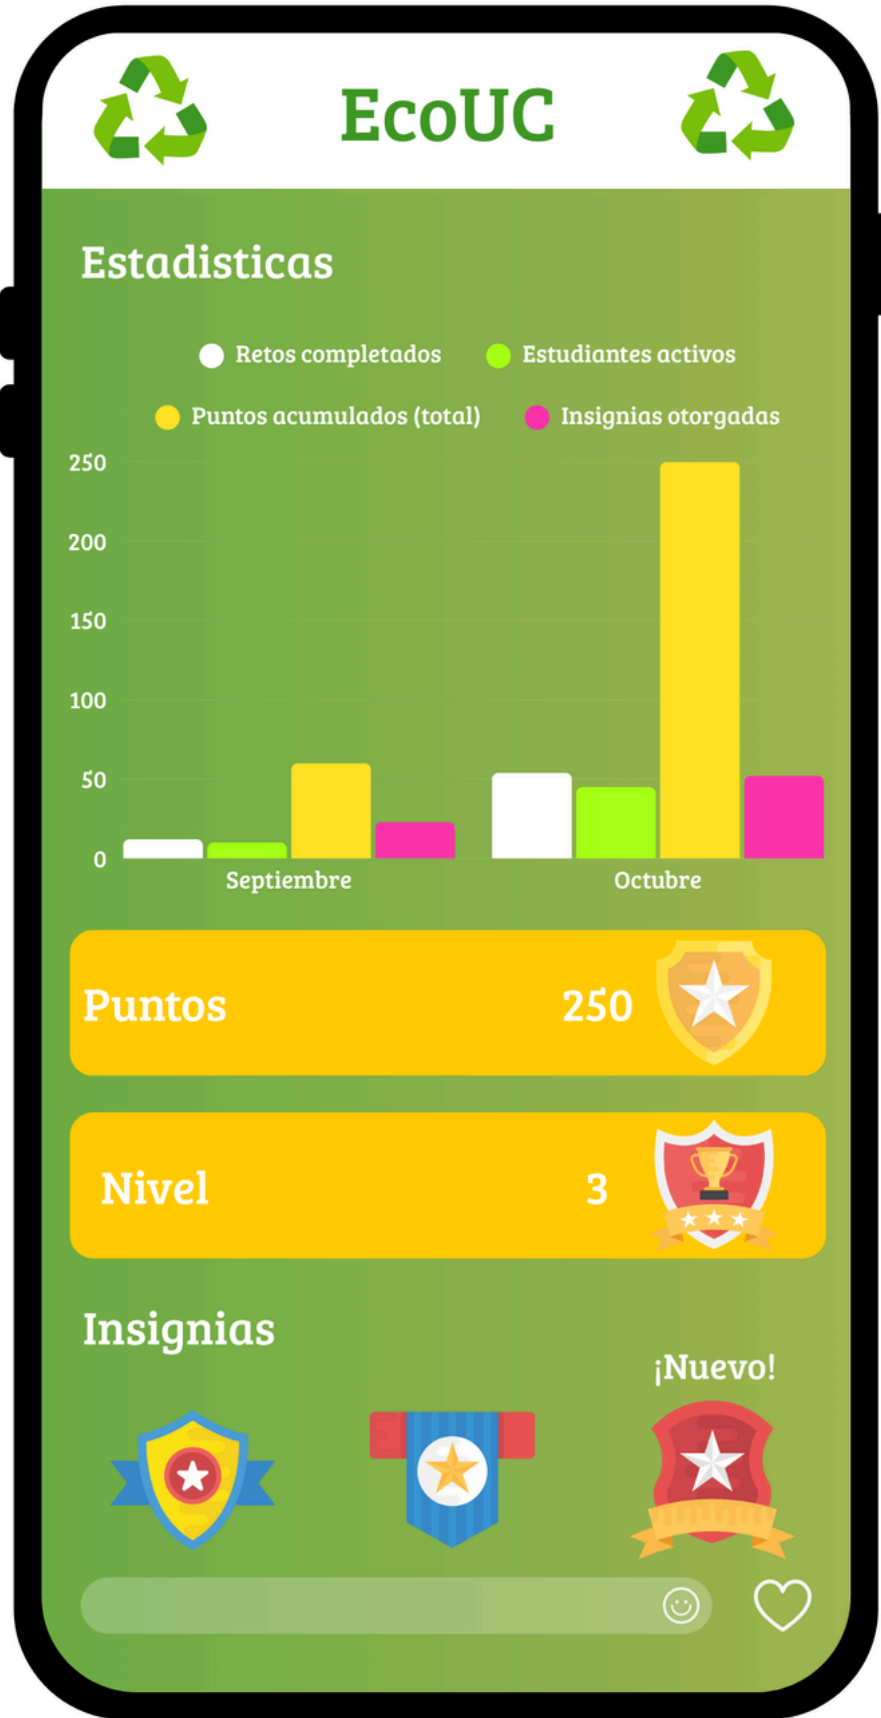 EcoUC
Estadisticas
Retos completados Estudiantes activos
Puntos acumulados (total) Insignias otorgadas
250
200
150
100
50
0
Septiembre Octubre
Puntos 250
Nivel 3
Insignias
¡Nuevo!